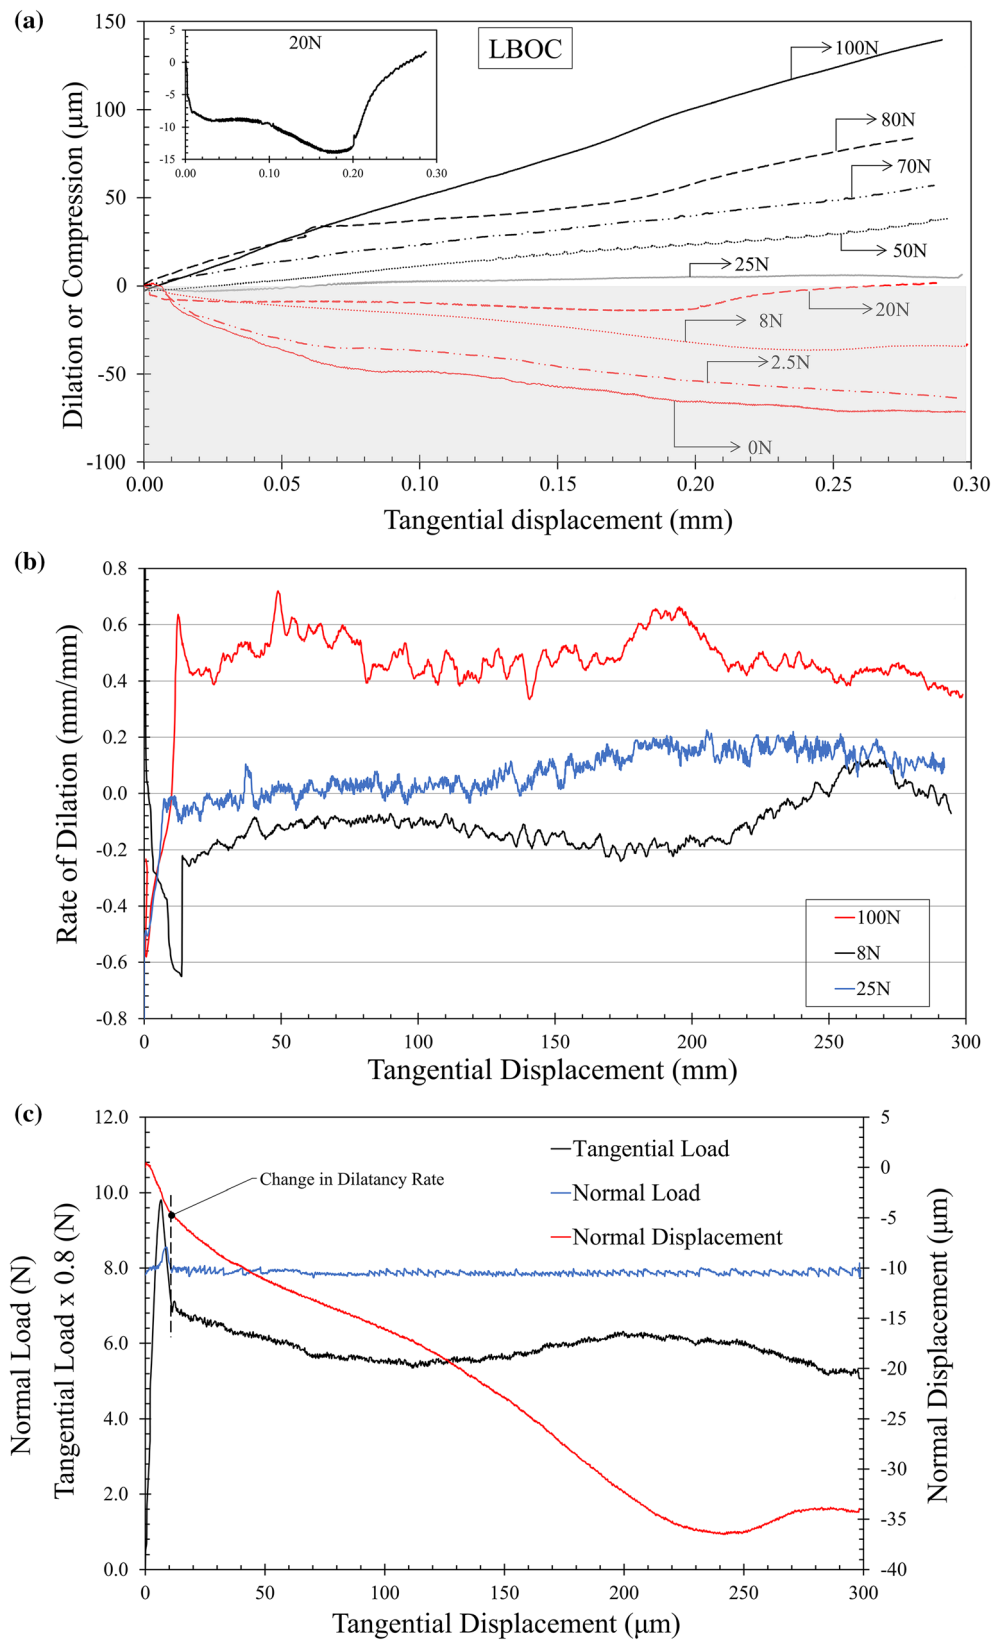 (a)
Dilation or Compression (μm)
150
100
50
0
-50
-100
5
0
-5
-10
-15
20N
0.00
0.10
0.20
0.30
LBOC
100N
80N
70N
50N
25N
20N
8N
2.5N
0N
0.00
0.05
0.10
0.15
0.20
0.25
0.30
Tangential displacement (mm)
(b)
Rate of Dilation (mm/mm)
0.8
0.6
0.4
0.2
0.0
-0.2
-0.4
-0.6
-0.8
100N
8N
25N
0
50
100
150
200
250
300
Tangential Displacement (mm)
(c)
Normal Load (N)
Tangential Load x 0.8 (N)
12.0
10.0
8.0
6.0
4.0
2.0
0.0
Change in Dilatancy Rate
Tangential Load
Normal Load
Normal Displacement
5
0
-5
-10
-15
-20
-25
-30
-35
-40
Normal Displacement (μm)
0
50
100
150
200
250
300
Tangential Displacement (μm)